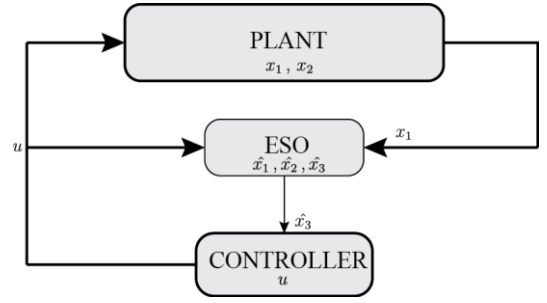 PLANT
x₁ , x₂
u
x₁
ESO
x̂₁ , x̂₂ , x̂₃
x̂₃
CONTROLLER
u